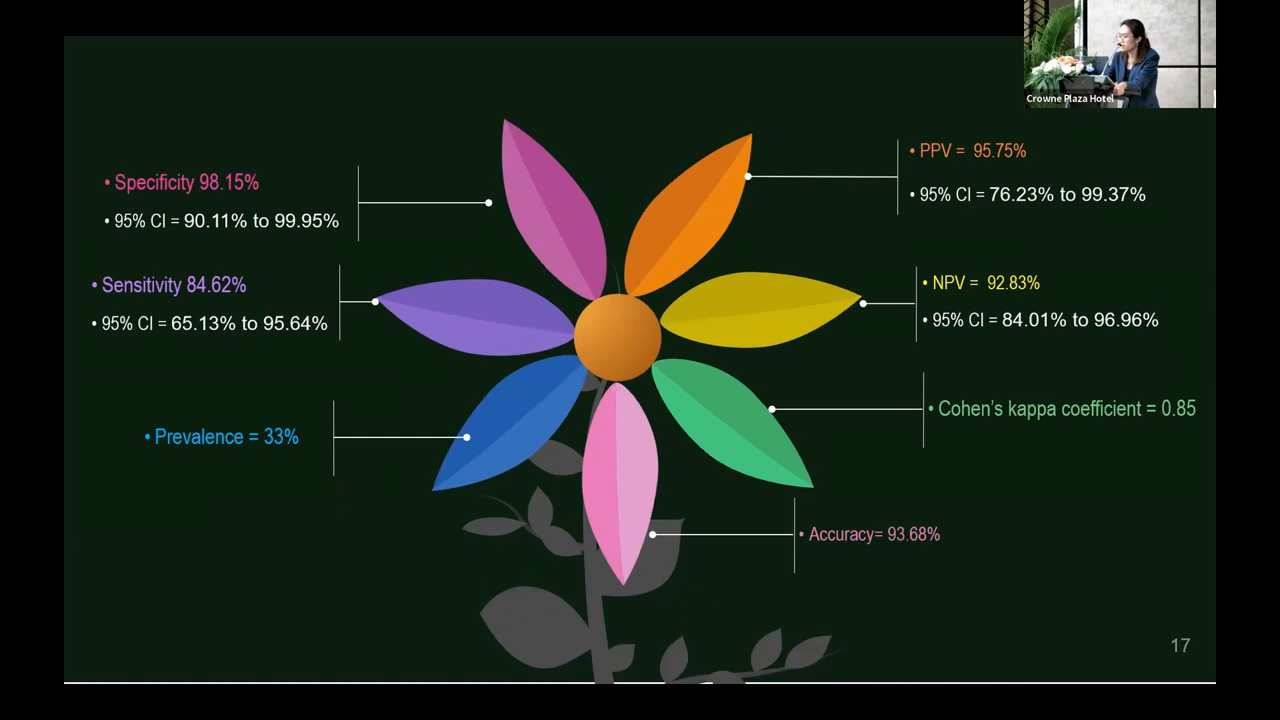 Crowne Plaza Hotel
• Specificity 98.15%
• 95% CI = 90.11% to 99.95%
• Sensitivity 84.62%
• 95% CI = 65.13% to 95.64%
• Prevalence = 33%
• PPV = 95.75%
• 95% CI = 76.23% to 99.37%
• NPV = 92.83%
• 95% CI = 84.01% to 96.96%
• Cohen's kappa coefficient = 0.85
• Accuracy= 93.68%
17